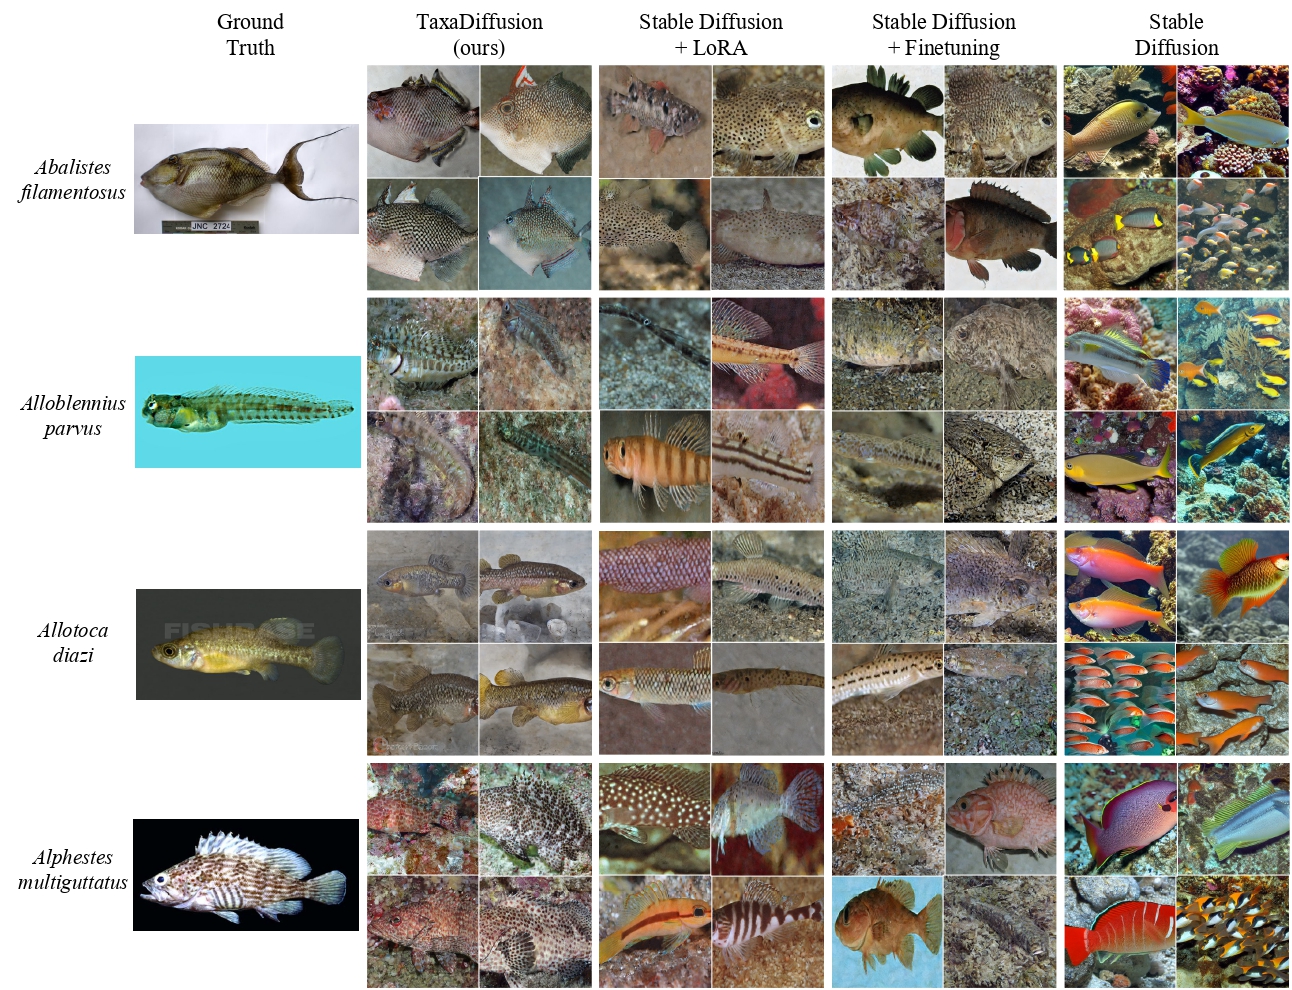 Ground
Truth
TaxaDiffusion
(ours)
Stable Diffusion
+ LoRA
Stable Diffusion
+ Finetuning
Stable
Diffusion
Abalistes
filamentosus
JNC 2724
Alloblennius
parvus
Allotoca
diazi
FISHBASE
Alphestes
multiguttatus